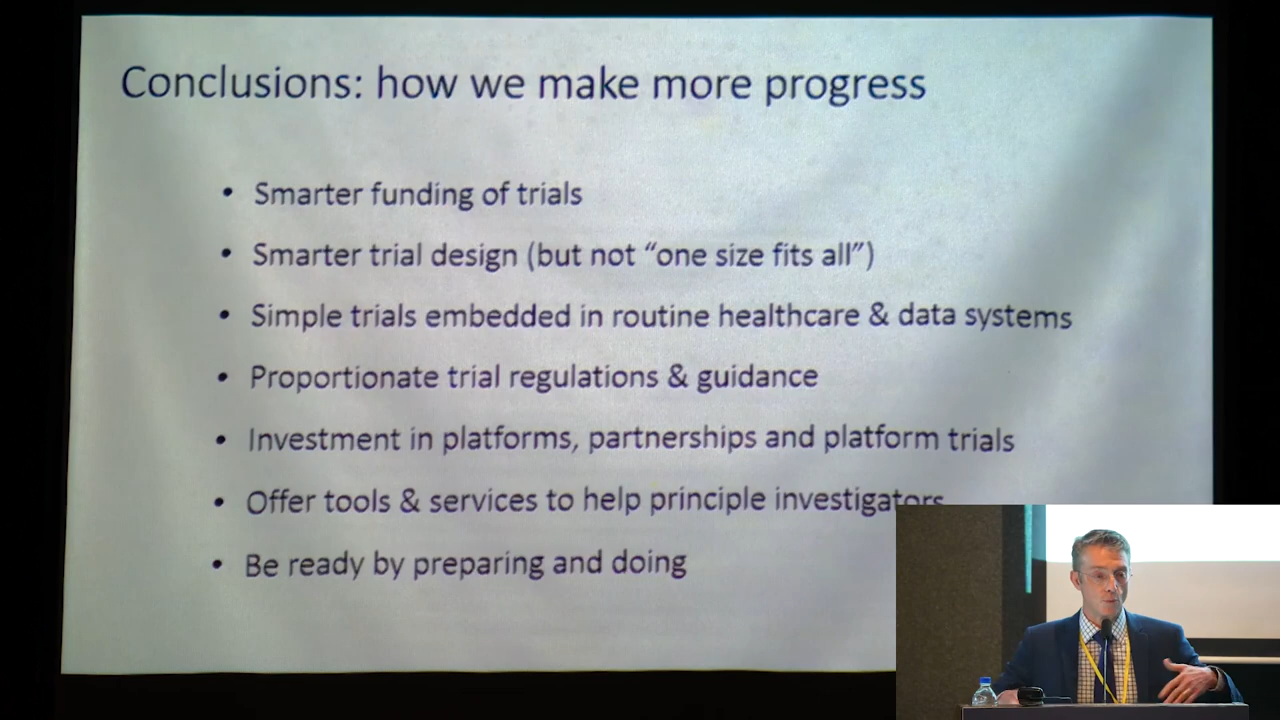 Conclusions: how we make more progress
• Smarter funding of trials
• Smarter trial design (but not “one size fits all”)
• Simple trials embedded in routine healthcare & data systems
• Proportionate trial regulations & guidance
• Investment in platforms, partnerships and platform trials
• Offer tools & services to help principle investigators
• Be ready by preparing and doing